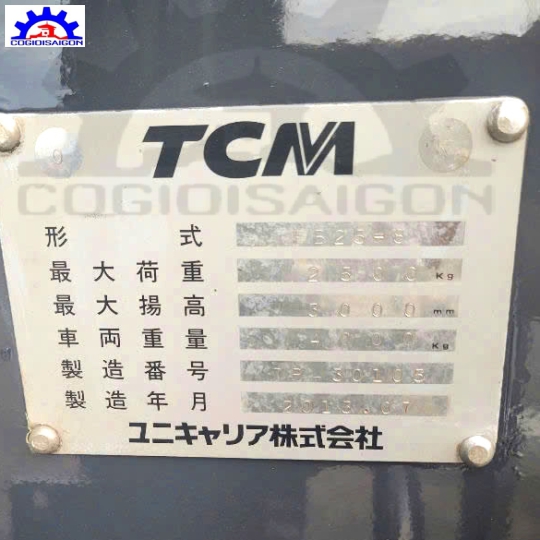 COGIOISAIGON
TCM
COGIOISAIGON
形式
最大荷重 2500 Kg
最大揚高 3000 mm
車両重量 Kg
製造番号
製造年月 2013.07
ユニキャリア株式会社